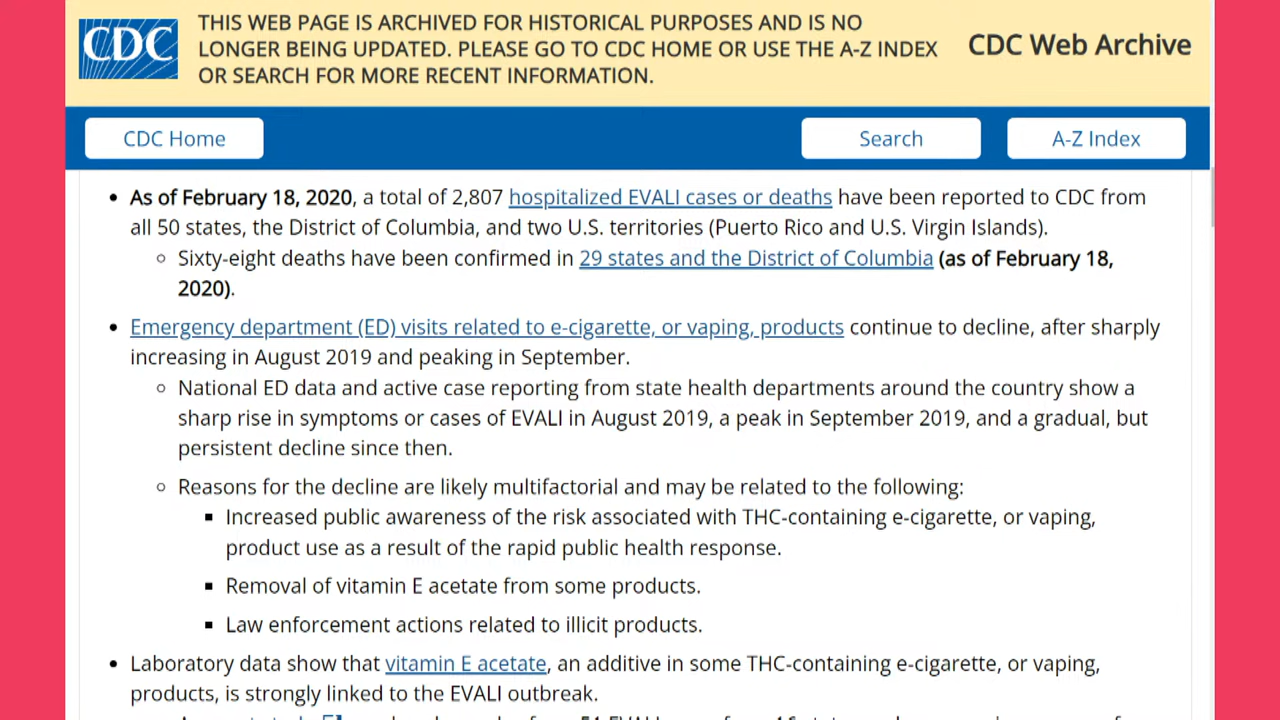 CDC
THIS WEB PAGE IS ARCHIVED FOR HISTORICAL PURPOSES AND IS NO
LONGER BEING UPDATED. PLEASE GO TO CDC HOME OR USE THE A-Z INDEX
OR SEARCH FOR MORE RECENT INFORMATION.
CDC Web Archive
CDC Home
Search
A-Z Index
• As of February 18, 2020, a total of 2,807 hospitalized EVALI cases or deaths have been reported to CDC from
all 50 states, the District of Columbia, and two U.S. territories (Puerto Rico and U.S. Virgin Islands).
◦ Sixty-eight deaths have been confirmed in 29 states and the District of Columbia (as of February 18,
2020).
• Emergency department (ED) visits related to e-cigarette, or vaping, products continue to decline, after sharply
increasing in August 2019 and peaking in September.
◦ National ED data and active case reporting from state health departments around the country show a
sharp rise in symptoms or cases of EVALI in August 2019, a peak in September 2019, and a gradual, but
persistent decline since then.
◦ Reasons for the decline are likely multifactorial and may be related to the following:
▪ Increased public awareness of the risk associated with THC-containing e-cigarette, or vaping,
product use as a result of the rapid public health response.
▪ Removal of vitamin E acetate from some products.
▪ Law enforcement actions related to illicit products.
• Laboratory data show that vitamin E acetate, an additive in some THC-containing e-cigarette, or vaping,
products, is strongly linked to the EVALI outbreak.